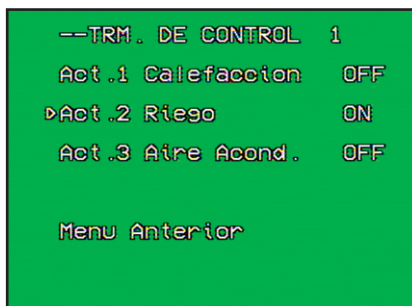 --TRM. DE CONTROL 1
Act.1 Calefaccion OFF
Act.2 Riego ON
Act.3 Aire Acond. OFF
Menu Anterior